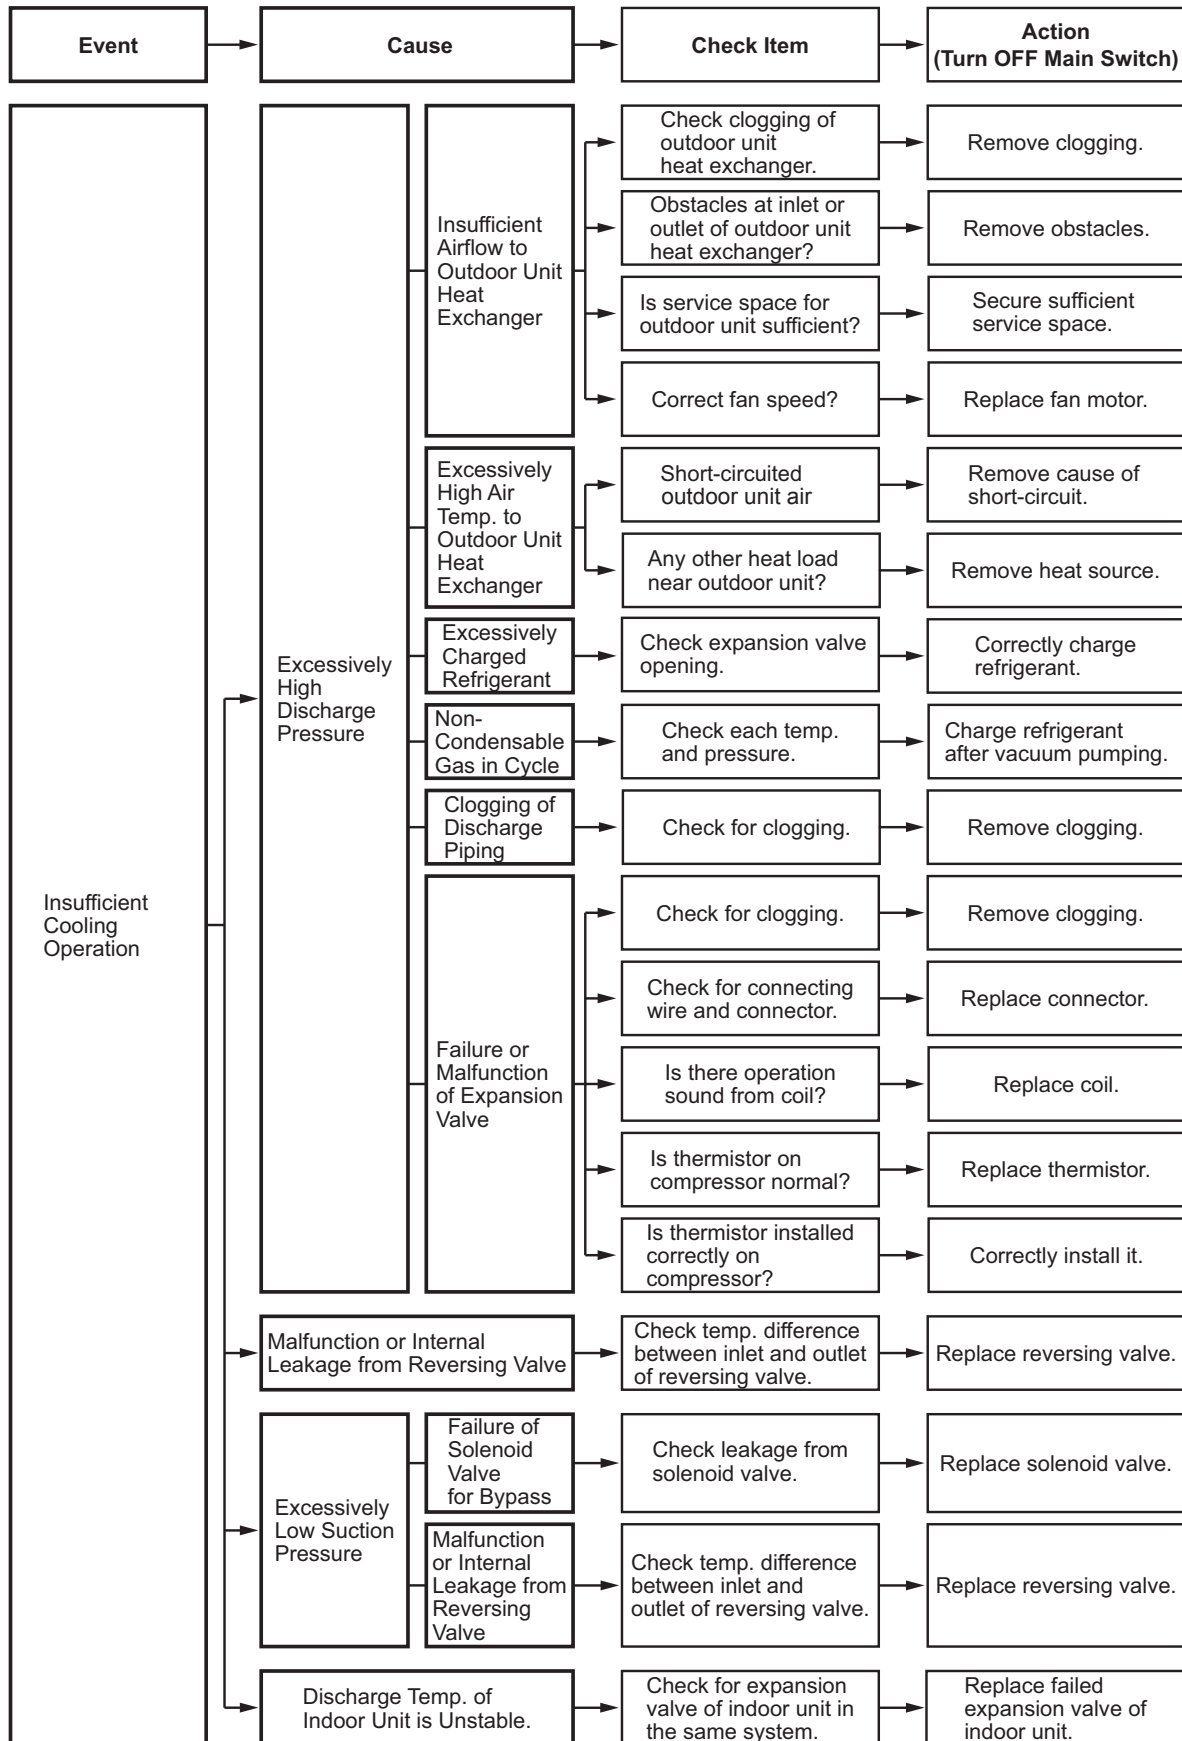 Event
Cause
Check Item
Action
(Turn OFF Main Switch)
Insufficient
Cooling
Operation
Excessively
High
Discharge
Pressure
Insufficient
Airflow to
Outdoor Unit
Heat
Exchanger
Check clogging of
outdoor unit
heat exchanger.
Remove clogging.
Obstacles at inlet or
outlet of outdoor unit
heat exchanger?
Remove obstacles.
Is service space for
outdoor unit sufficient?
Secure sufficient
service space.
Correct fan speed?
Replace fan motor.
Excessively
High Air
Temp. to
Outdoor Unit
Heat
Exchanger
Short-circuited
outdoor unit air
Remove cause of
short-circuit.
Any other heat load
near outdoor unit?
Remove heat source.
Excessively
Charged
Refrigerant
Check expansion valve
opening.
Correctly charge
refrigerant.
Non-
Condensable
Gas in Cycle
Check each temp.
and pressure.
Charge refrigerant
after vacuum pumping.
Clogging of
Discharge
Piping
Check for clogging.
Remove clogging.
Failure or
Malfunction
of Expansion
Valve
Check for clogging.
Remove clogging.
Check for connecting
wire and connector.
Replace connector.
Is there operation
sound from coil?
Replace coil.
Is thermistor on
compressor normal?
Replace thermistor.
Is thermistor installed
correctly on
compressor?
Correctly install it.
Malfunction or Internal
Leakage from Reversing Valve
Check temp. difference
between inlet and outlet
of reversing valve.
Replace reversing valve.
Excessively
Low Suction
Pressure
Failure of
Solenoid
Valve
for Bypass
Check leakage from
solenoid valve.
Replace solenoid valve.
Malfunction
or Internal
Leakage from
Reversing
Valve
Check temp. difference
between inlet and
outlet of reversing valve.
Replace reversing valve.
Discharge Temp. of
Indoor Unit is Unstable.
Check for expansion
valve of indoor unit in
the same system.
Replace failed
expansion valve of
indoor unit.